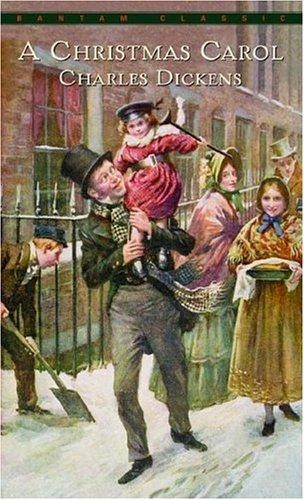 BANTAM CLASSIC
A CHRISTMAS CAROL
CHARLES DICKENS